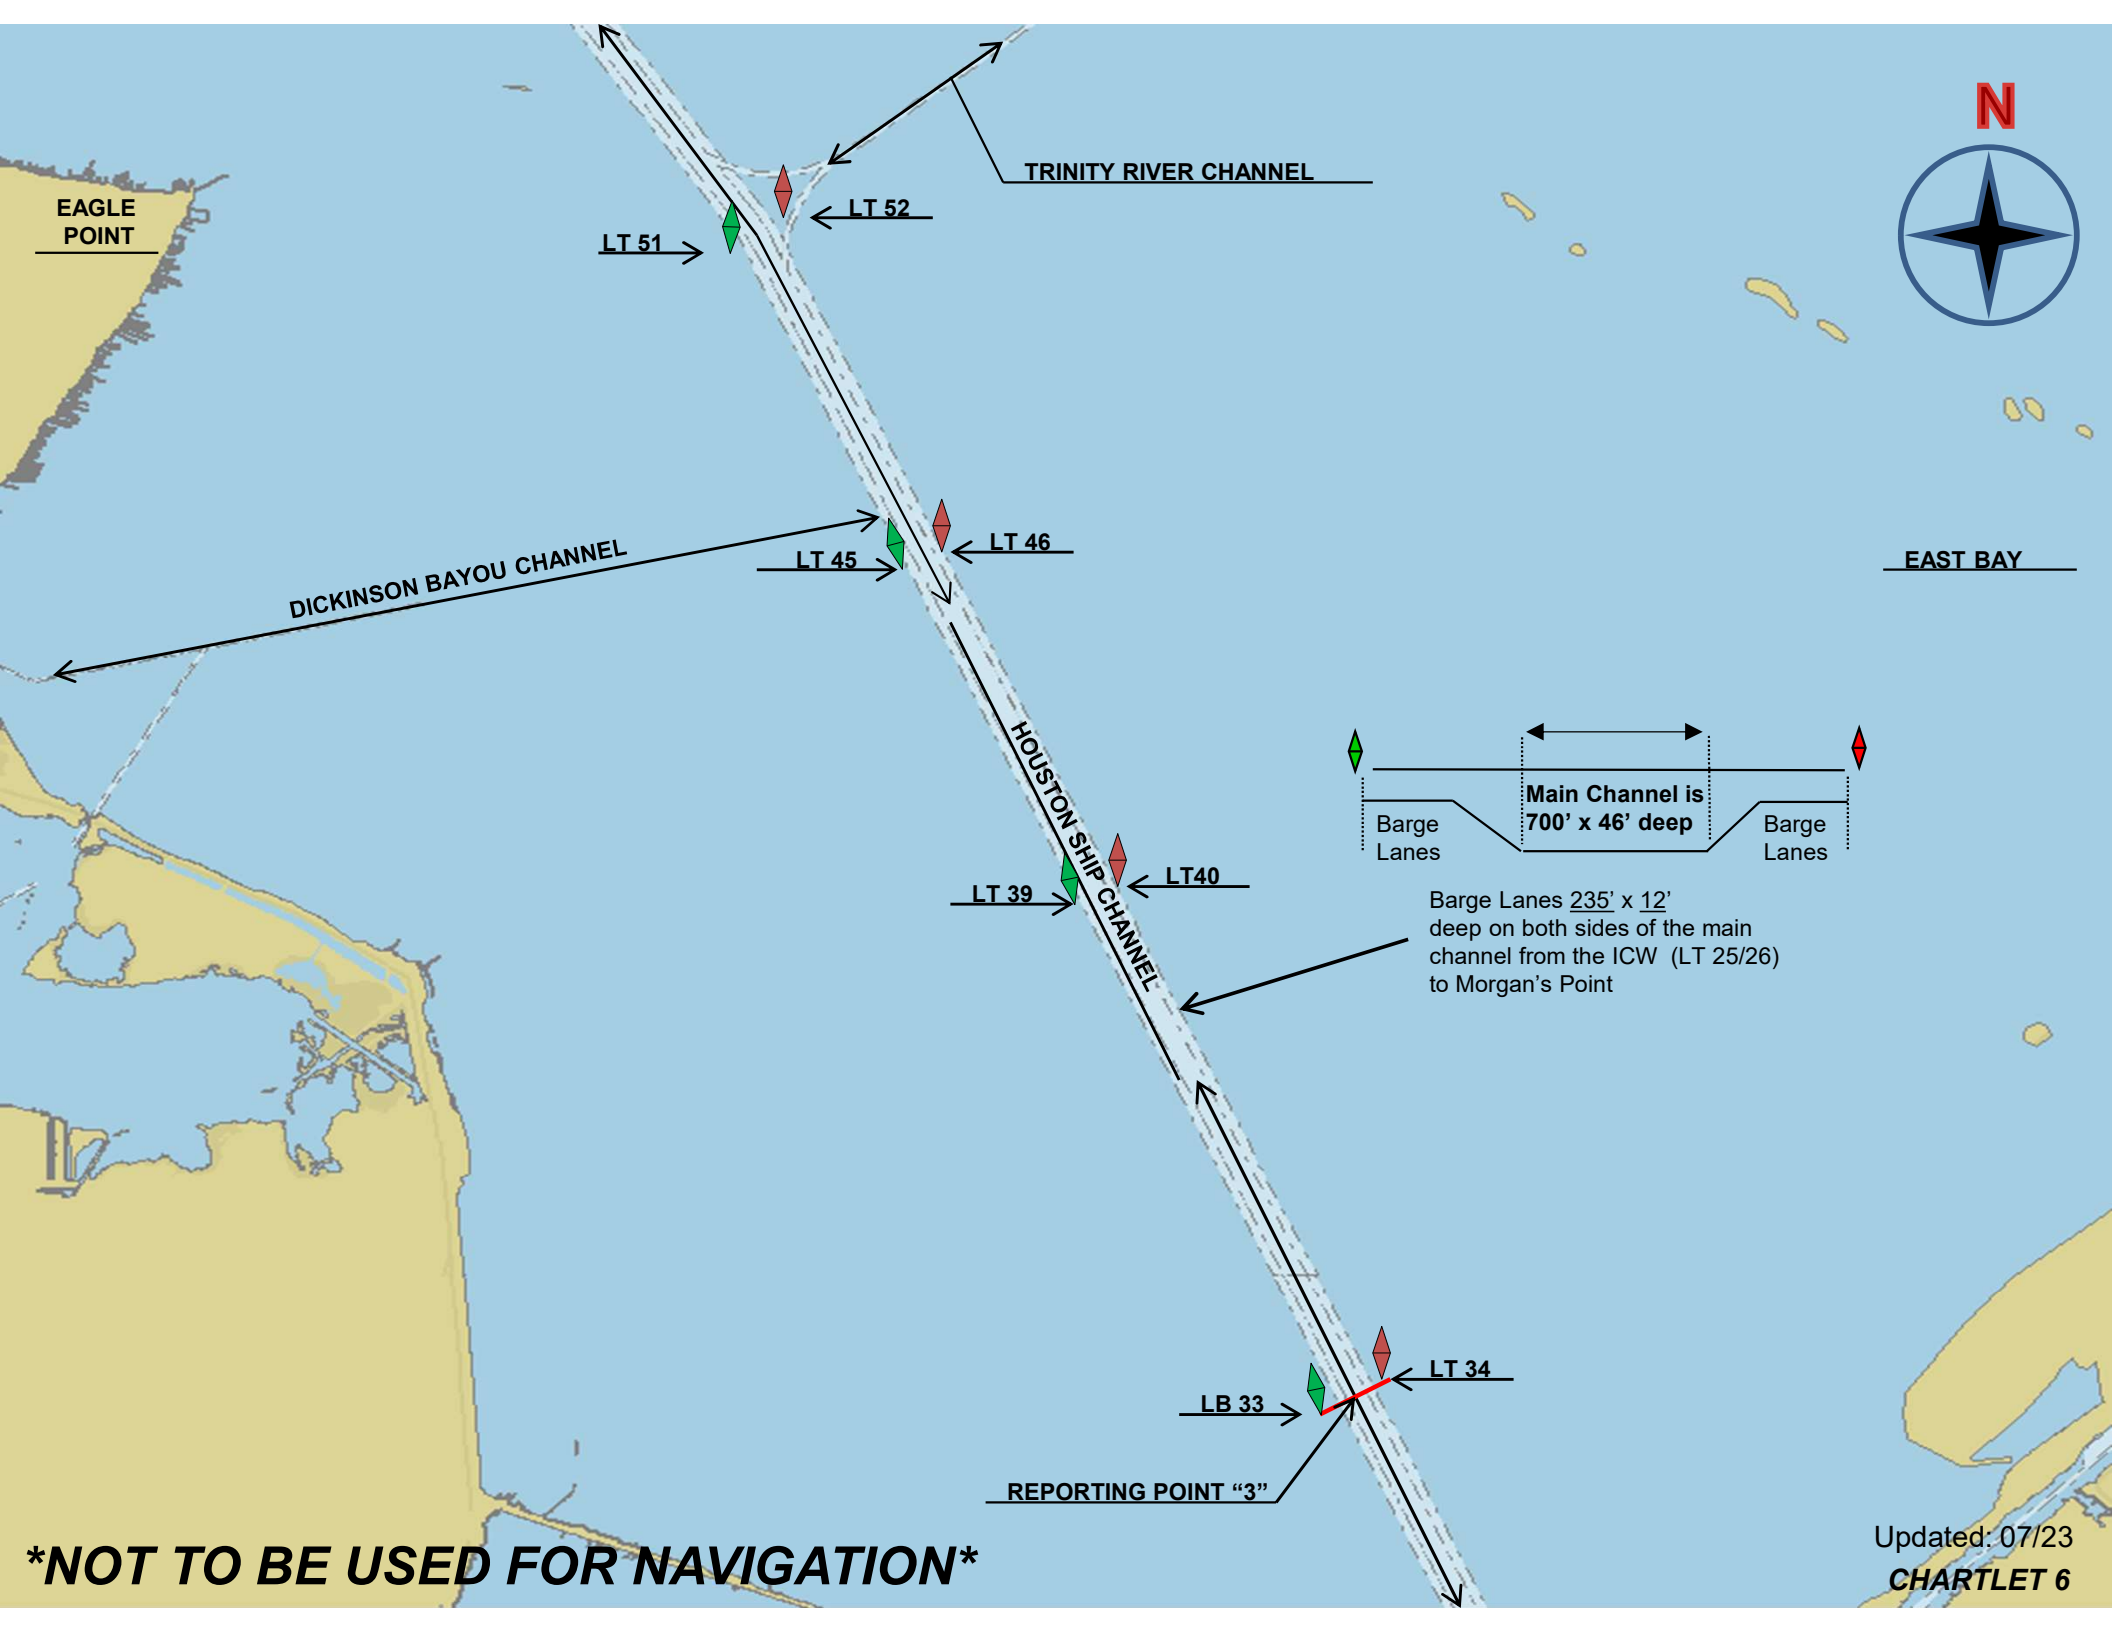 N
TRINITY RIVER CHANNEL
EAGLE
POINT
LT 52
LT 51
DICKINSON BAYOU CHANNEL
LT 46
LT 45
EAST BAY
HOUSTON SHIP CHANNEL
Main Channel is
700’ x 46’ deep
Barge
Lanes
Barge
Lanes
LT40
LT 39
Barge Lanes 235’ x 12’
deep on both sides of the main
channel from the ICW (LT 25/26)
to Morgan’s Point
LT 34
LB 33
REPORTING POINT “3”
*NOT TO BE USED FOR NAVIGATION*
Updated: 07/23
CHARTLET 6